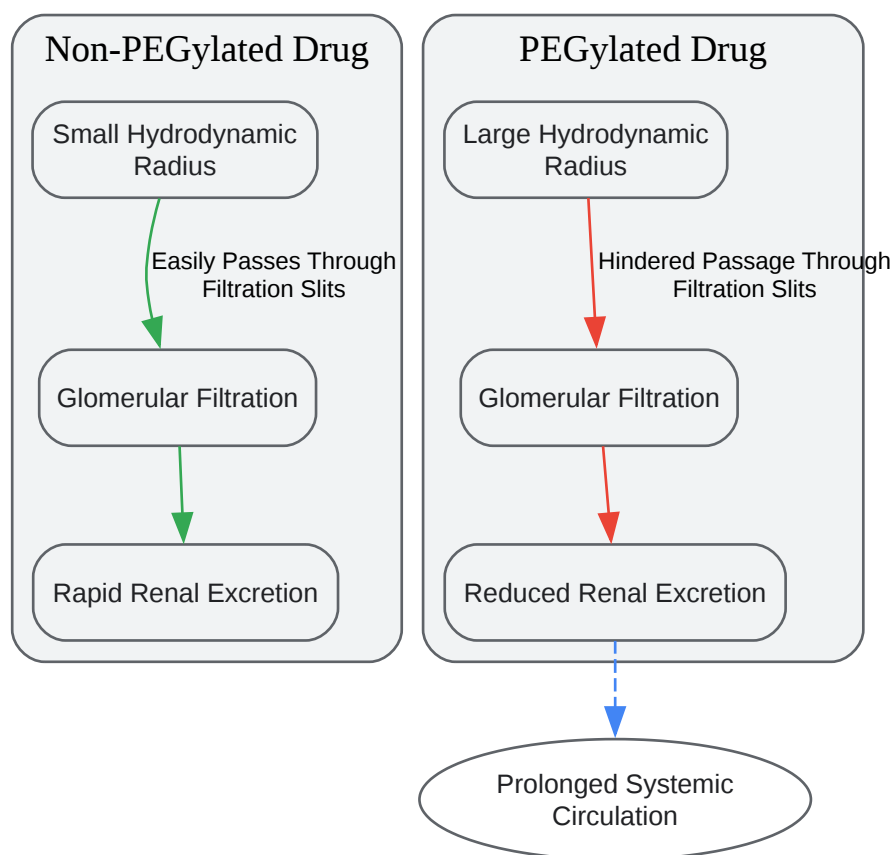 Non-PEGylated Drug
Small Hydrodynamic
Radius
Easily Passes Through
Filtration Slits
Glomerular Filtration
Rapid Renal Excretion
PEGylated Drug
Large Hydrodynamic
Radius
Hindered Passage Through
Filtration Slits
Glomerular Filtration
Reduced Renal Excretion
Prolonged Systemic
Circulation